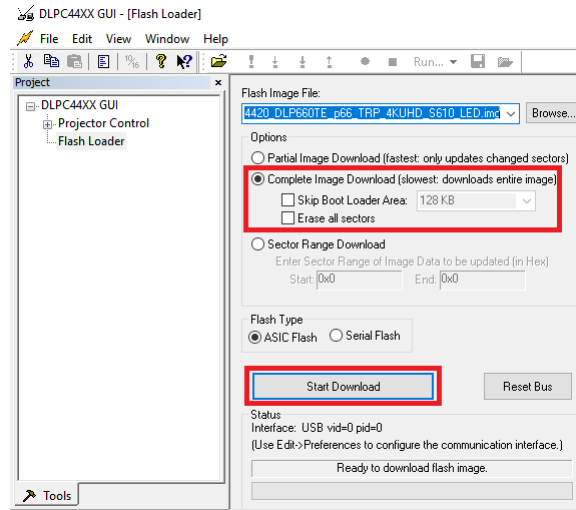 DLPC44XX GUI - [Flash Loader]
File Edit View Window Help
Run...
Project
DLPC44XX GUI
Projector Control
Flash Loader
Tools
Flash Image File:
4420_DLP660TE_p66_TRP_4KUHD_S610_LED.img
Browse...
Options
Partial Image Download (fastest: only updates changed sectors)
Complete Image Download (slowest: downloads entire image)
Skip Boot Loader Area: 128 KB
Erase all sectors
Sector Range Download
Enter Sector Range of Image Data to be updated (in Hex)
Start: 0x0 End: 0x0
Flash Type
ASIC Flash Serial Flash
Start Download Reset Bus
Status
Interface: USB vid=0 pid=0
(Use Edit->Preferences to configure the communication interface.)
Ready to download flash image.